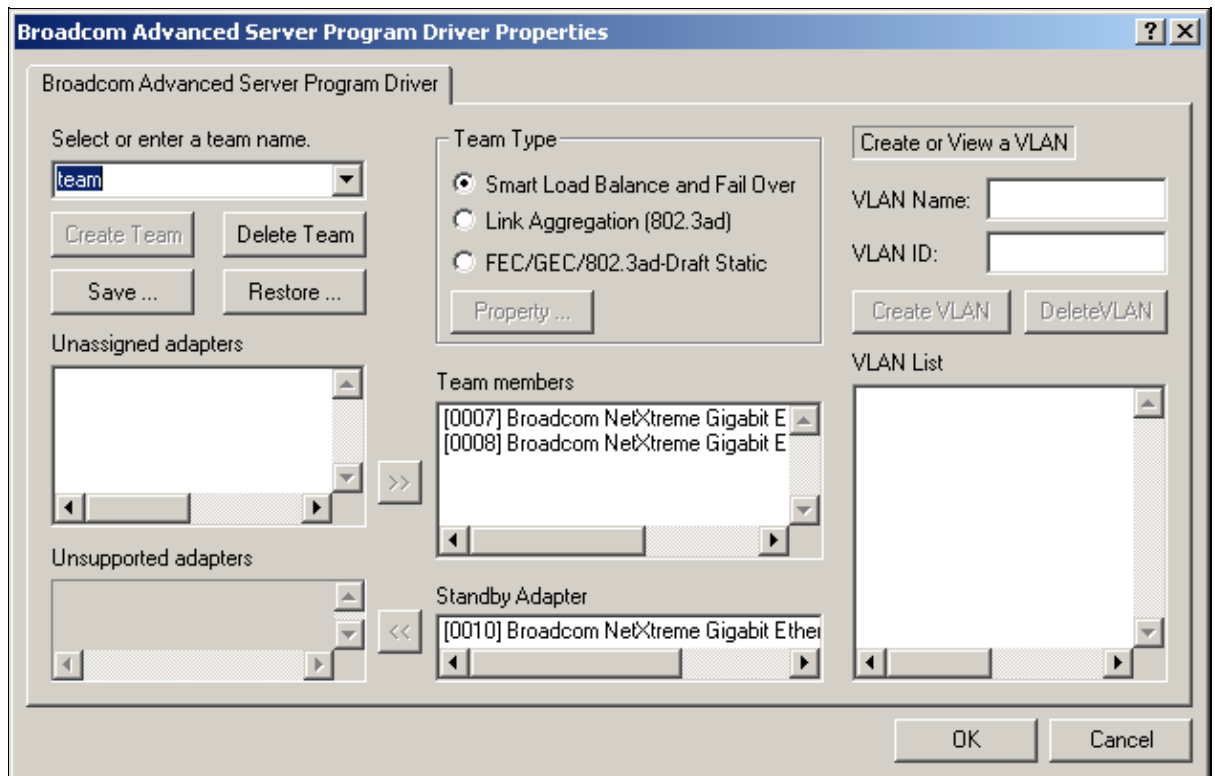 Broadcom Advanced Server Program Driver Properties
Broadcom Advanced Server Program Driver
Select or enter a team name.
team
Create Team
Delete Team
Save ...
Restore ...
Unassigned adapters
>>
Unsupported adapters
<<
Team Type
Smart Load Balance and Fail Over
Link Aggregation (802.3ad)
FEC/GEC/802.3ad-Draft Static
Property ...
Team members
[0007] Broadcom NetXtreme Gigabit E
[0008] Broadcom NetXtreme Gigabit E
Standby Adapter
[0010] Broadcom NetXtreme Gigabit Ether
Create or View a VLAN
VLAN Name:
VLAN ID:
Create VLAN
DeleteVLAN
VLAN List
OK
Cancel